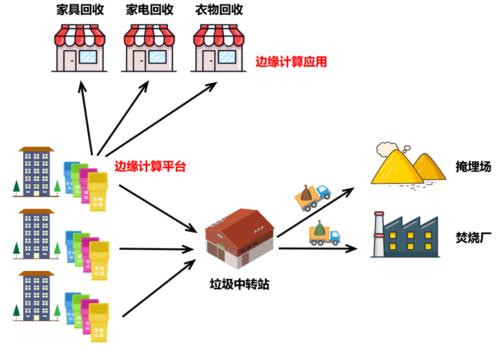 家具回收
家电回收
衣物回收
边缘计算应用
边缘计算平台
掩埋场
焚烧厂
垃圾中转站